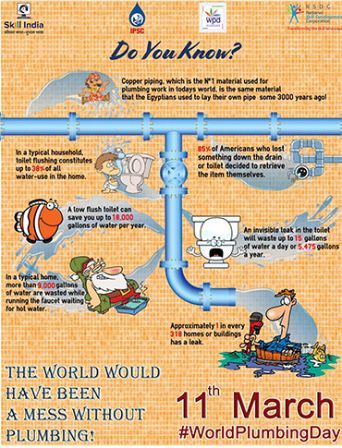 Skill India
कौशल भारत - कुशल भारत
IPSC
wpd
N · S · D · C
National
Skill Development
Corporation
Transforming the skill landscape
Do You Know?
Copper piping, which is the N°1 material used for
plumbing work in todays world, is the same material
that the Egyptians used to lay their own pipe some 3000 years ago!
In a typical household,
toilet flushing constitutes
up to 38% of all
water-use in the home.
85% of Americans who lost
something down the drain
or toilet decided to retrieve
the item themselves.
A low flush toilet can
save you up to 18,000
gallons of water per year.
An invisible leak in the toilet
will waste up to 15 gallons
of water a day or 5,475 gallons
a year.
In a typical home,
more than 9,000 gallons
of water are wasted while
running the faucet waiting
for hot water.
Approximately 1 in every
318 homes or buildings
has a leak.
THE WORLD WOULD
HAVE BEEN
A MESS WITHOUT
PLUMBING!
11th March
#WorldPlumbingDay